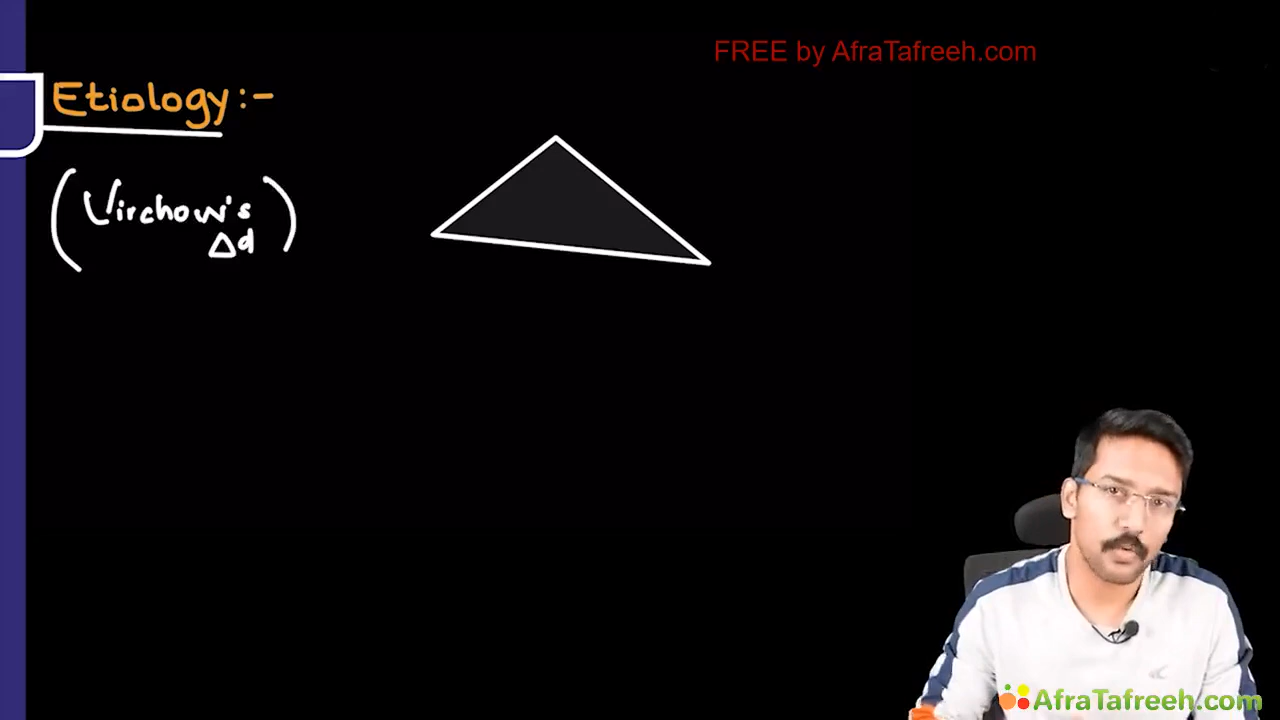 FREE by AfraTafreeh.com
Etiology:-
(Virchow's
Δd)
AfraTafreeh.com